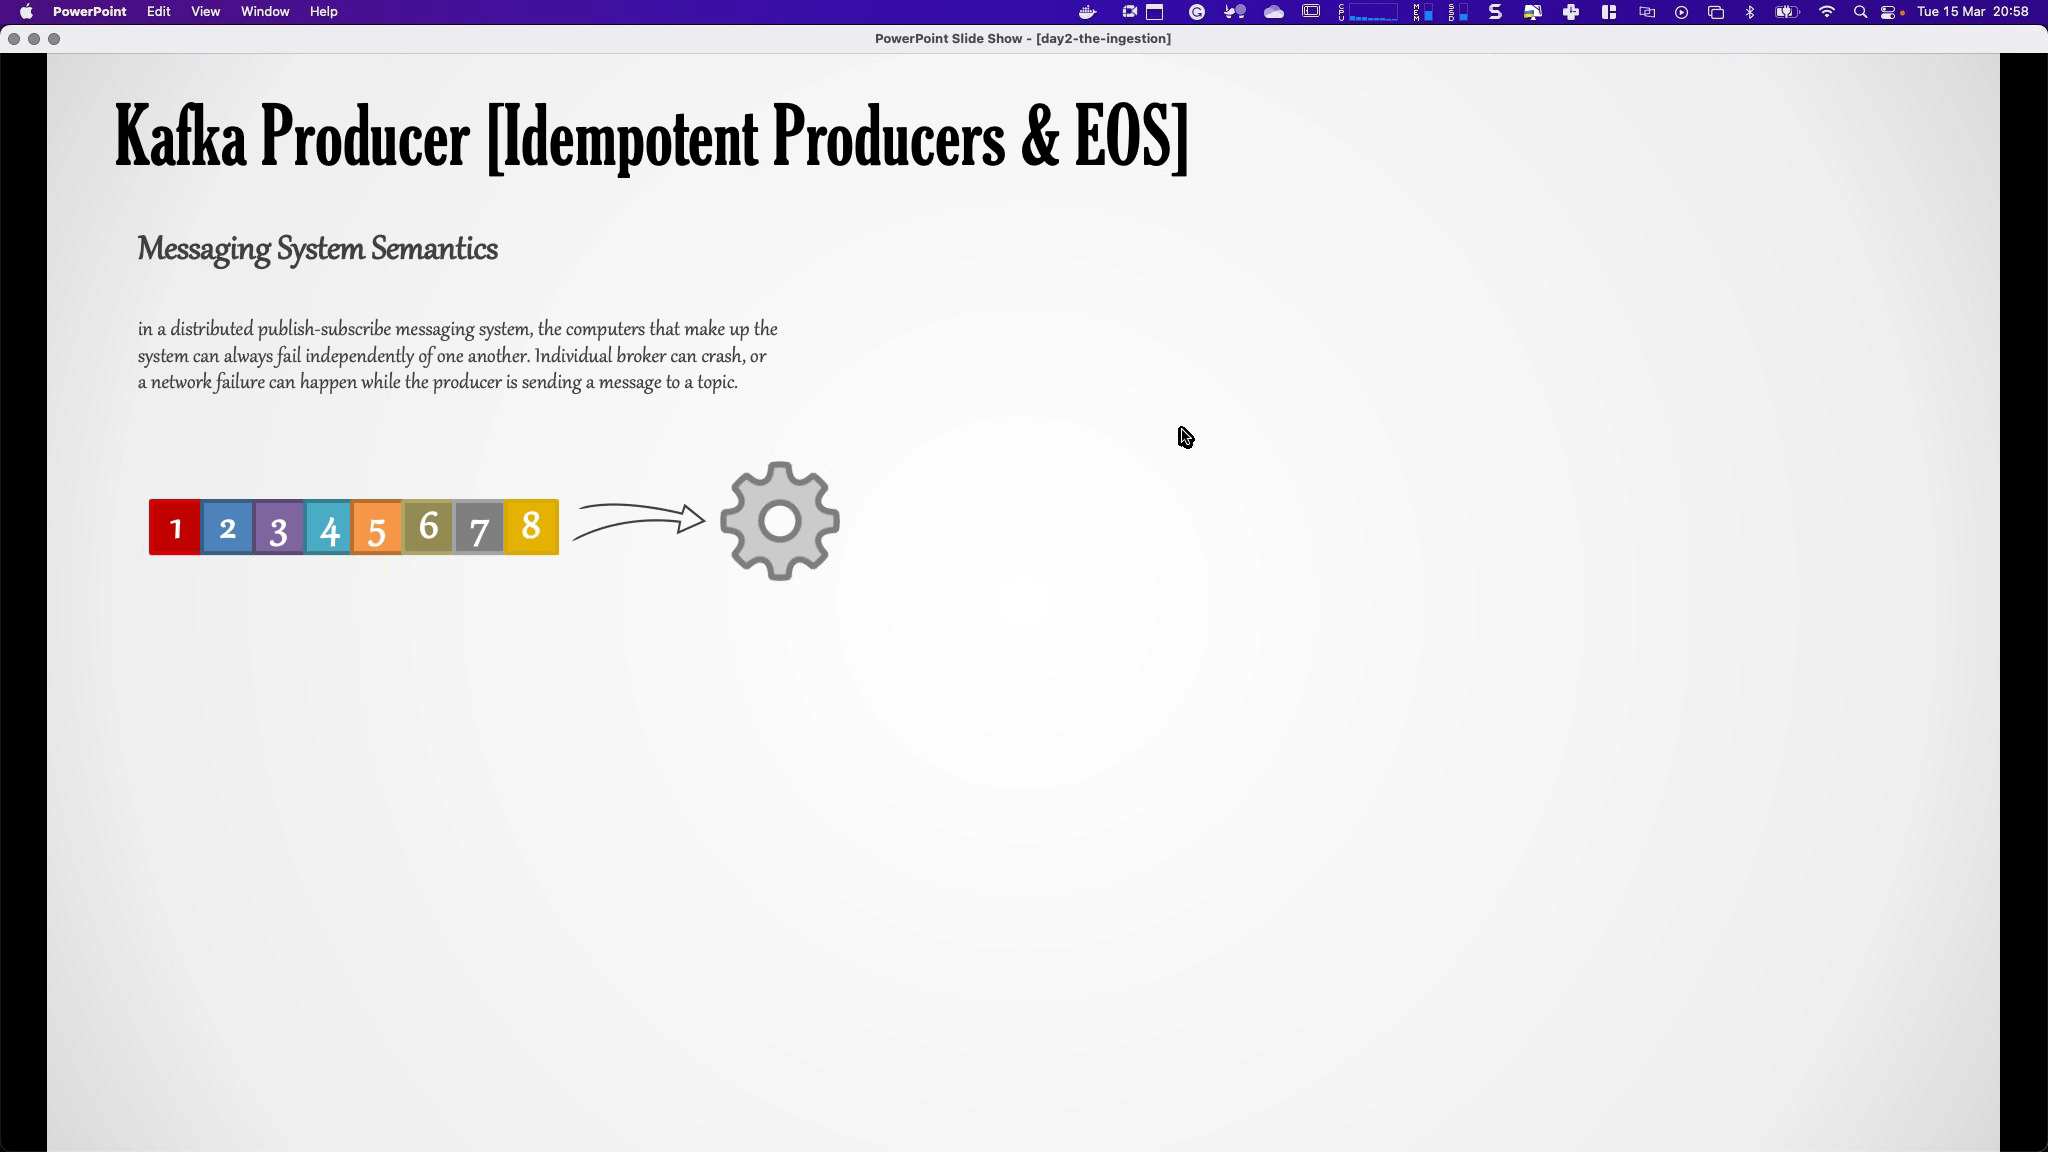 PowerPoint Edit View Window Help
CPU MEM SSD Tue 15 Mar 20:58
PowerPoint Slide Show - [day2-the-ingestion]
Kafka Producer [Idempotent Producers & EOS]
Messaging System Semantics
in a distributed publish-subscribe messaging system, the computers that make up the
system can always fail independently of one another. Individual broker can crash, or
a network failure can happen while the producer is sending a message to a topic.
1 2 3 4 5 6 7 8